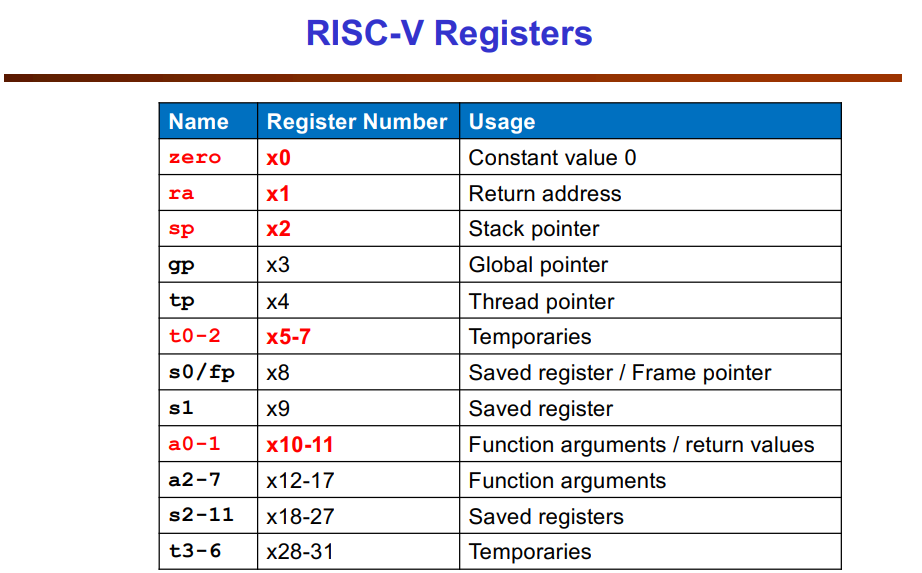 RISC-V Registers
Name Register Number Usage
zero x0 Constant value 0
ra x1 Return address
sp x2 Stack pointer
gp x3 Global pointer
tp x4 Thread pointer
t0-2 x5-7 Temporaries
s0/fp x8 Saved register / Frame pointer
s1 x9 Saved register
a0-1 x10-11 Function arguments / return values
a2-7 x12-17 Function arguments
s2-11 x18-27 Saved registers
t3-6 x28-31 Temporaries